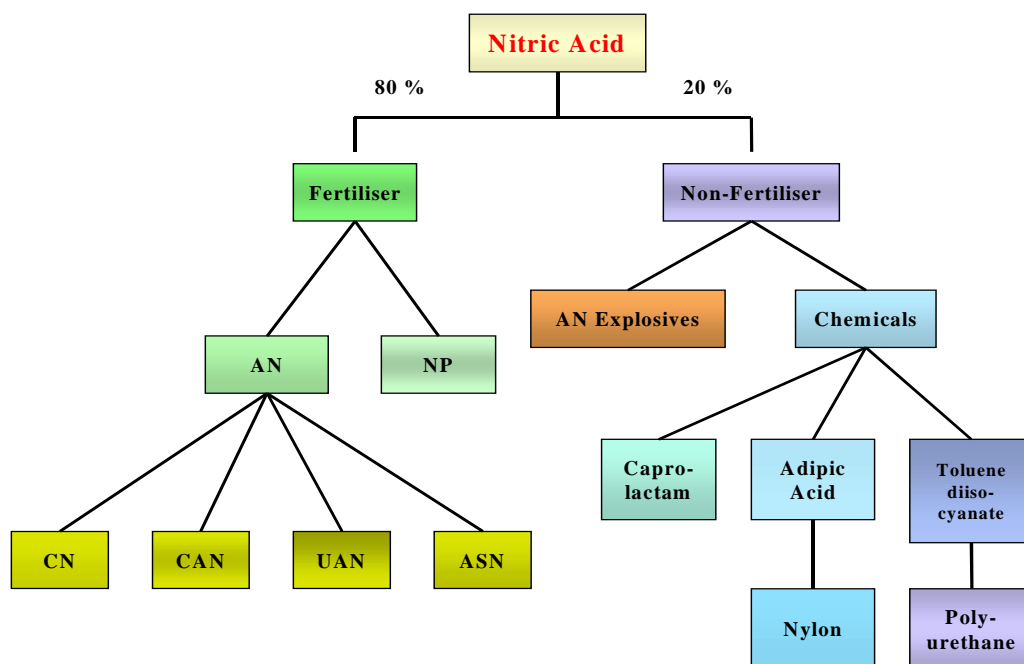 Nitric Acid
80 %
20 %
Fertiliser
Non-Fertiliser
AN Explosives
Chemicals
AN
NP
Capro-
lactam
Adipic
Acid
Toluene
diiso-
cyanate
CN
CAN
UAN
ASN
Nylon
Poly-
urethane